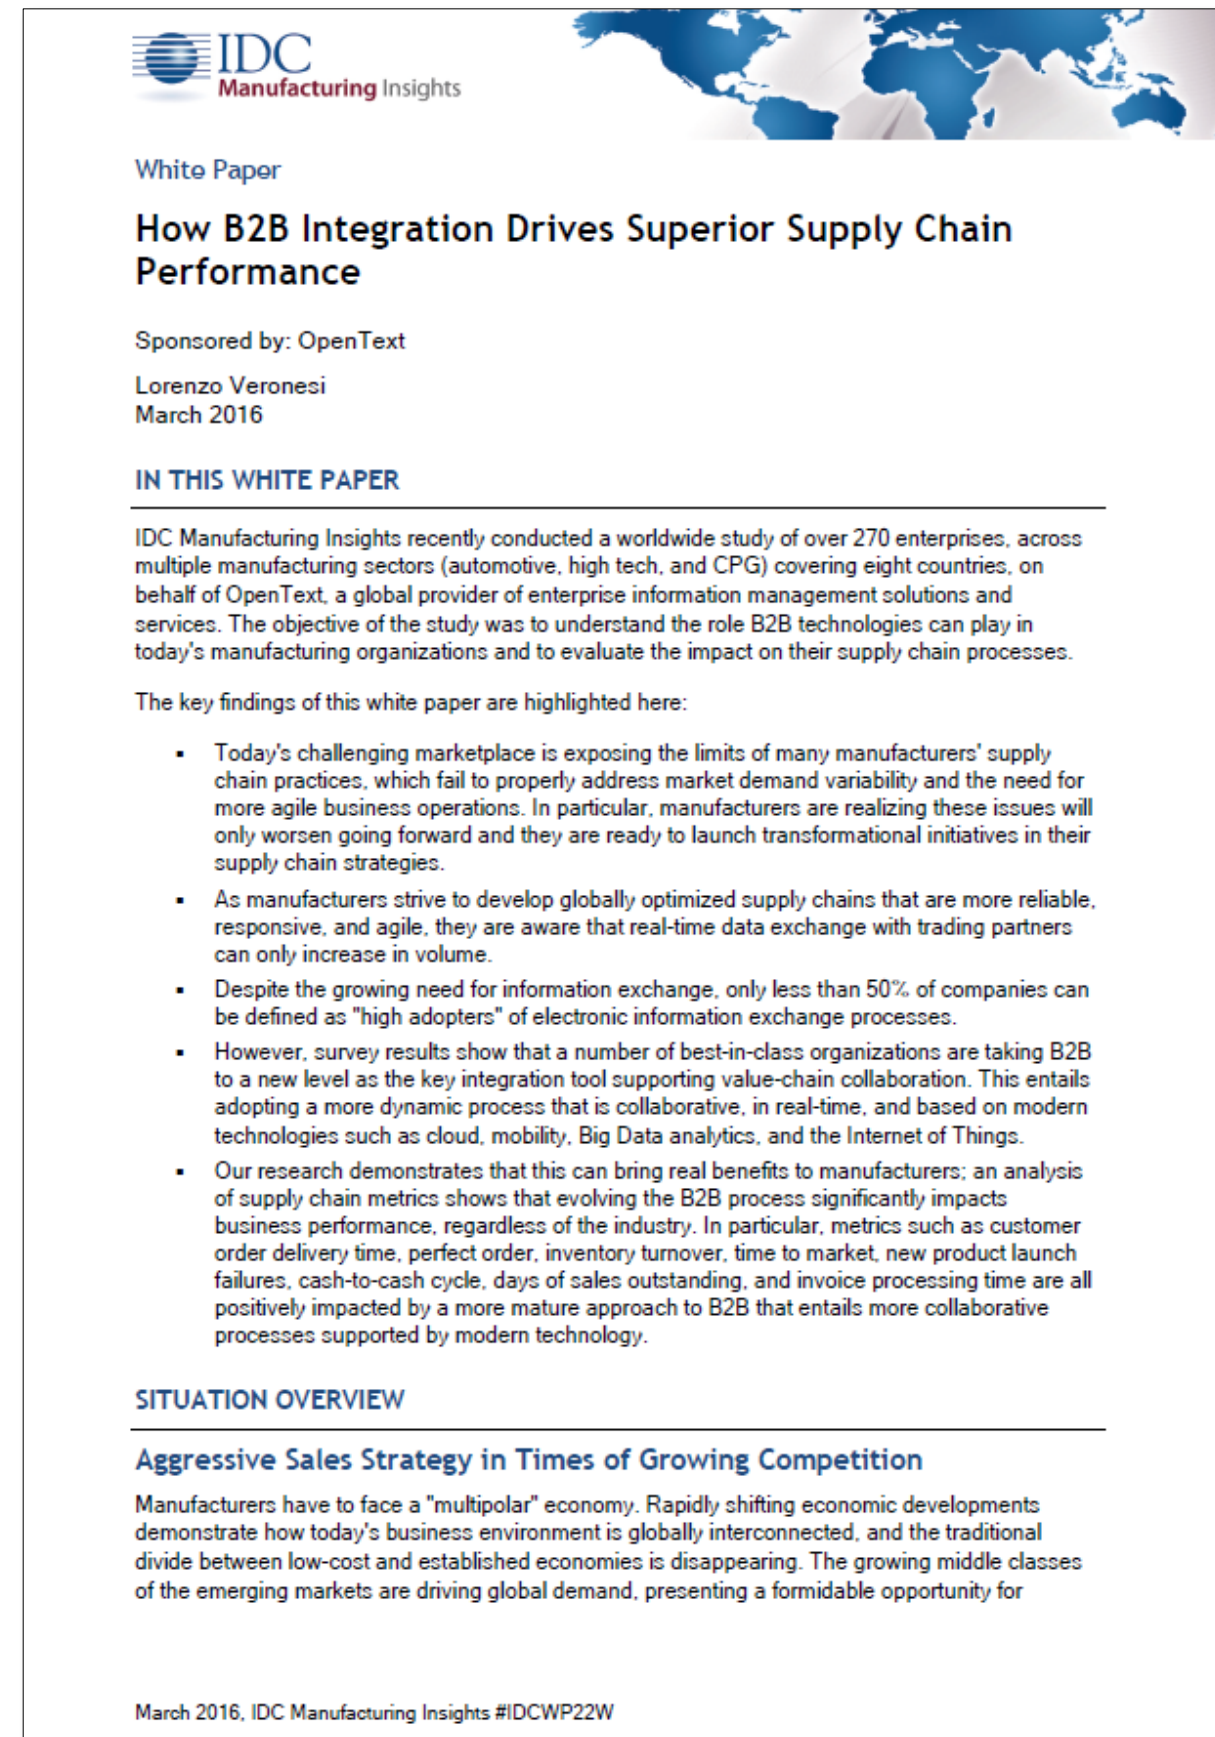 IDC
Manufacturing Insights
White Paper
How B2B Integration Drives Superior Supply Chain
Performance
Sponsored by: OpenText
Lorenzo Veronesi
March 2016
IN THIS WHITE PAPER
IDC Manufacturing Insights recently conducted a worldwide study of over 270 enterprises, across
multiple manufacturing sectors (automotive, high tech, and CPG) covering eight countries, on
behalf of OpenText, a global provider of enterprise information management solutions and
services. The objective of the study was to understand the role B2B technologies can play in
today's manufacturing organizations and to evaluate the impact on their supply chain processes.
The key findings of this white paper are highlighted here:
▪ Today's challenging marketplace is exposing the limits of many manufacturers' supply
chain practices, which fail to properly address market demand variability and the need for
more agile business operations. In particular, manufacturers are realizing these issues will
only worsen going forward and they are ready to launch transformational initiatives in their
supply chain strategies.
▪ As manufacturers strive to develop globally optimized supply chains that are more reliable,
responsive, and agile, they are aware that real-time data exchange with trading partners
can only increase in volume.
▪ Despite the growing need for information exchange, only less than 50% of companies can
be defined as "high adopters" of electronic information exchange processes.
▪ However, survey results show that a number of best-in-class organizations are taking B2B
to a new level as the key integration tool supporting value-chain collaboration. This entails
adopting a more dynamic process that is collaborative, in real-time, and based on modern
technologies such as cloud, mobility, Big Data analytics, and the Internet of Things.
▪ Our research demonstrates that this can bring real benefits to manufacturers; an analysis
of supply chain metrics shows that evolving the B2B process significantly impacts
business performance, regardless of the industry. In particular, metrics such as customer
order delivery time, perfect order, inventory turnover, time to market, new product launch
failures, cash-to-cash cycle, days of sales outstanding, and invoice processing time are all
positively impacted by a more mature approach to B2B that entails more collaborative
processes supported by modern technology.
SITUATION OVERVIEW
Aggressive Sales Strategy in Times of Growing Competition
Manufacturers have to face a "multipolar" economy. Rapidly shifting economic developments
demonstrate how today's business environment is globally interconnected, and the traditional
divide between low-cost and established economies is disappearing. The growing middle classes
of the emerging markets are driving global demand, presenting a formidable opportunity for
March 2016, IDC Manufacturing Insights #IDCWP22W